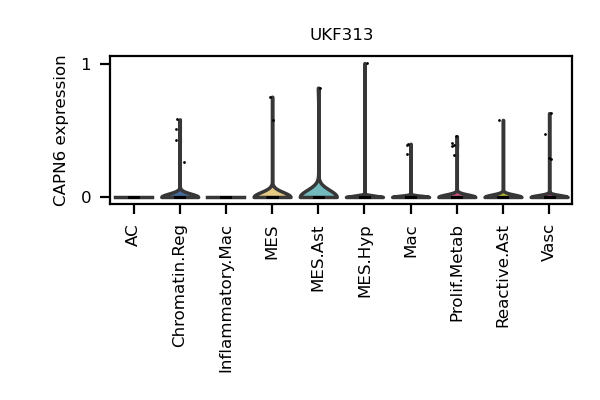 UKF313
CAPN6 expression
1
0
AC
Chromatin.Reg
Inflammatory.Mac
MES
MES.Ast
MES.Hyp
Mac
Prolif.Metab
Reactive.Ast
Vasc